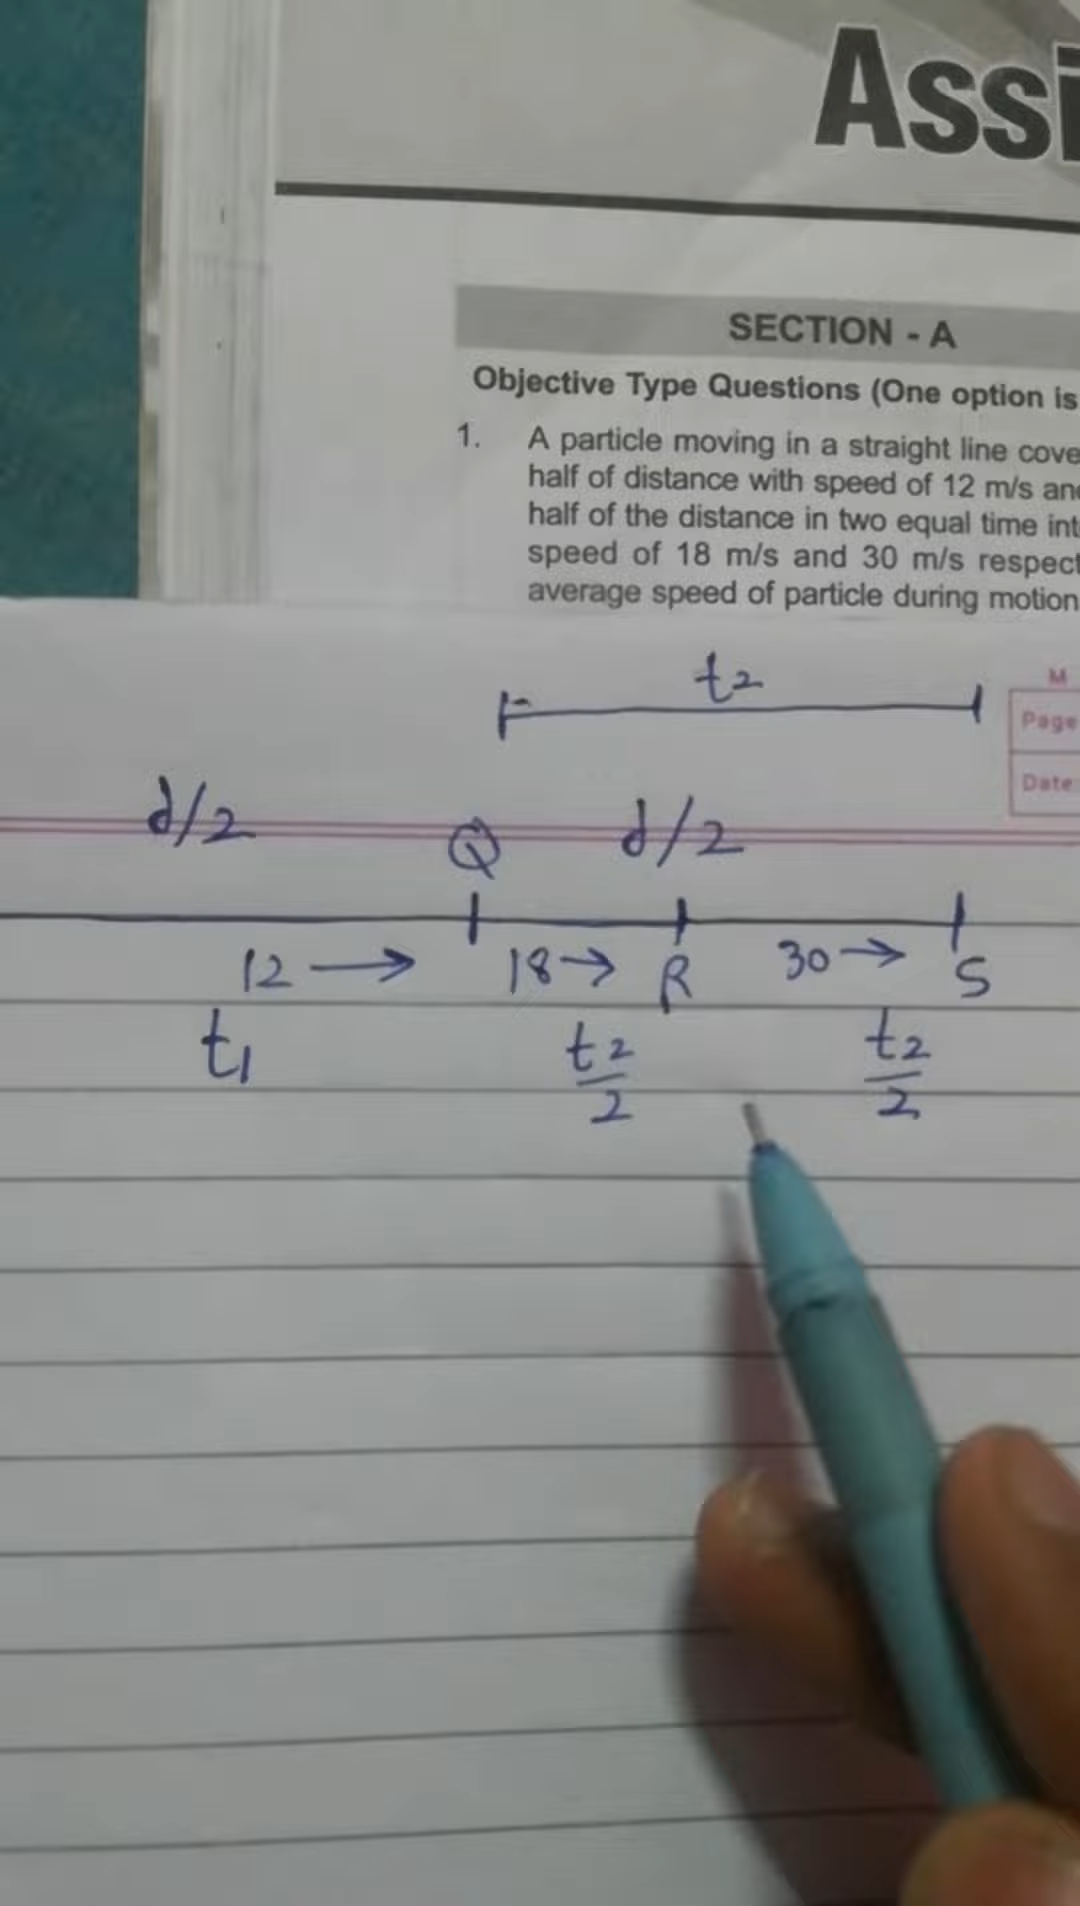 Assi
SECTION - A
Objective Type Questions (One option is
1. A particle moving in a straight line cove
half of distance with speed of 12 m/s and
half of the distance in two equal time int
speed of 18 m/s and 30 m/s respect
average speed of particle during motion
M
Page
Date:
t2
d/2 Q d/2
12 → 18 → R 30 → S
t1 t2/2 t2/2